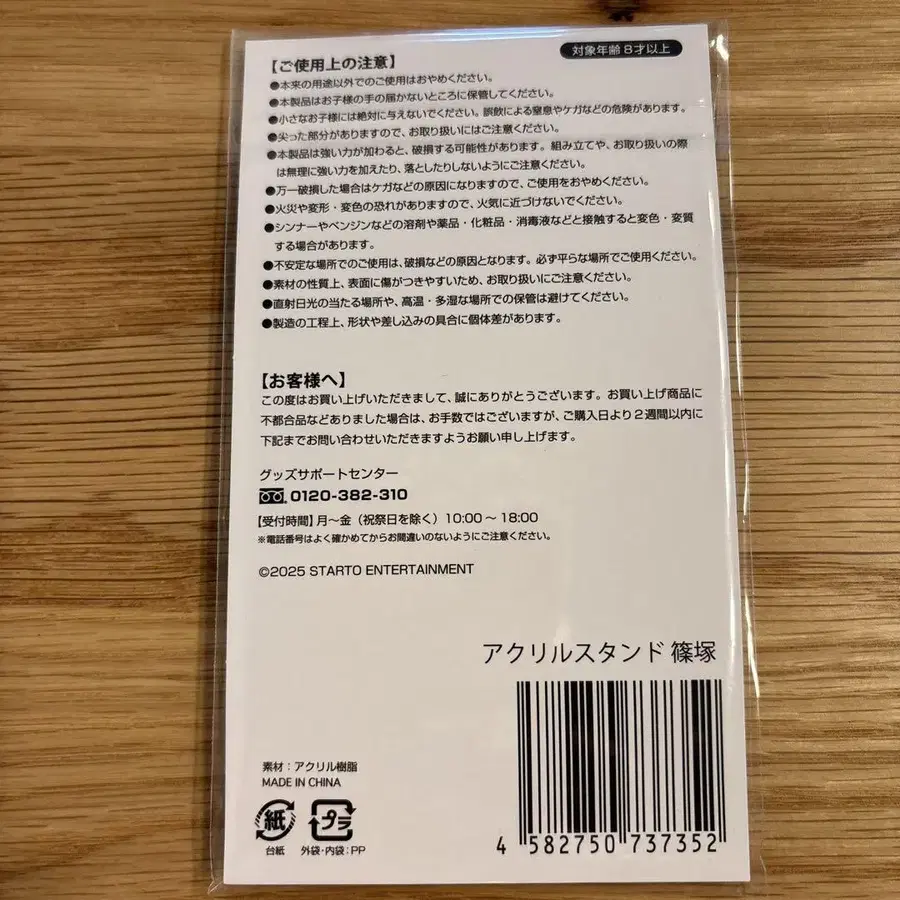 【ご使用上の注意】
対象年齢 8才以上
●本来の用途以外でのご使用はおやめください。
●本製品はお子様の手の届かないところに保管してください。
●小さなお子様には絶対に与えないでください。誤飲による窒息やケガなどの危険があります。
●尖った部分がありますので、お取り扱いにはご注意ください。
●本製品は強い力が加わると、破損する可能性があります。組み立てや、お取り扱いの際
は無理に強い力を加えたり、落としたりしないようにご注意ください。
●万一破損した場合はケガなどの原因になりますので、ご使用をおやめください。
●火災や変形・変色の恐れがありますので、火気に近づけないでください。
●シンナーやベンジンなどの溶剤や薬品・化粧品・消毒液などと接触すると変色・変質
する場合があります。
●不安定な場所でのご使用は、破損などの原因となります。必ず平らな場所でご使用ください。
●素材の性質上、表面に傷がつきやすいため、お取り扱いにご注意ください。
●直射日光の当たる場所や、高温・多湿な場所での保管は避けてください。
●製造の工程上、形状や差し込みの具合に個体差があります。
【お客様へ】
この度はお買い上げいただきまして、誠にありがとうございます。お買い上げ商品に
不都合品などありました場合は、お手数ではございますが、ご購入日より2週間以内に
下記までお問い合わせいただきますようお願い申し上げます。
グッズサポートセンター
0120-382-310
【受付時間】月〜金（祝祭日を除く）10:00〜18:00
※電話番号はよく確かめてからお間違いのないようにご注意ください。
©2025 STARTO ENTERTAINMENT
アクリルスタンド 篠塚
素材：アクリル樹脂
MADE IN CHINA
紙
プラ
台紙
外袋・内袋：PP
4 582750 737352